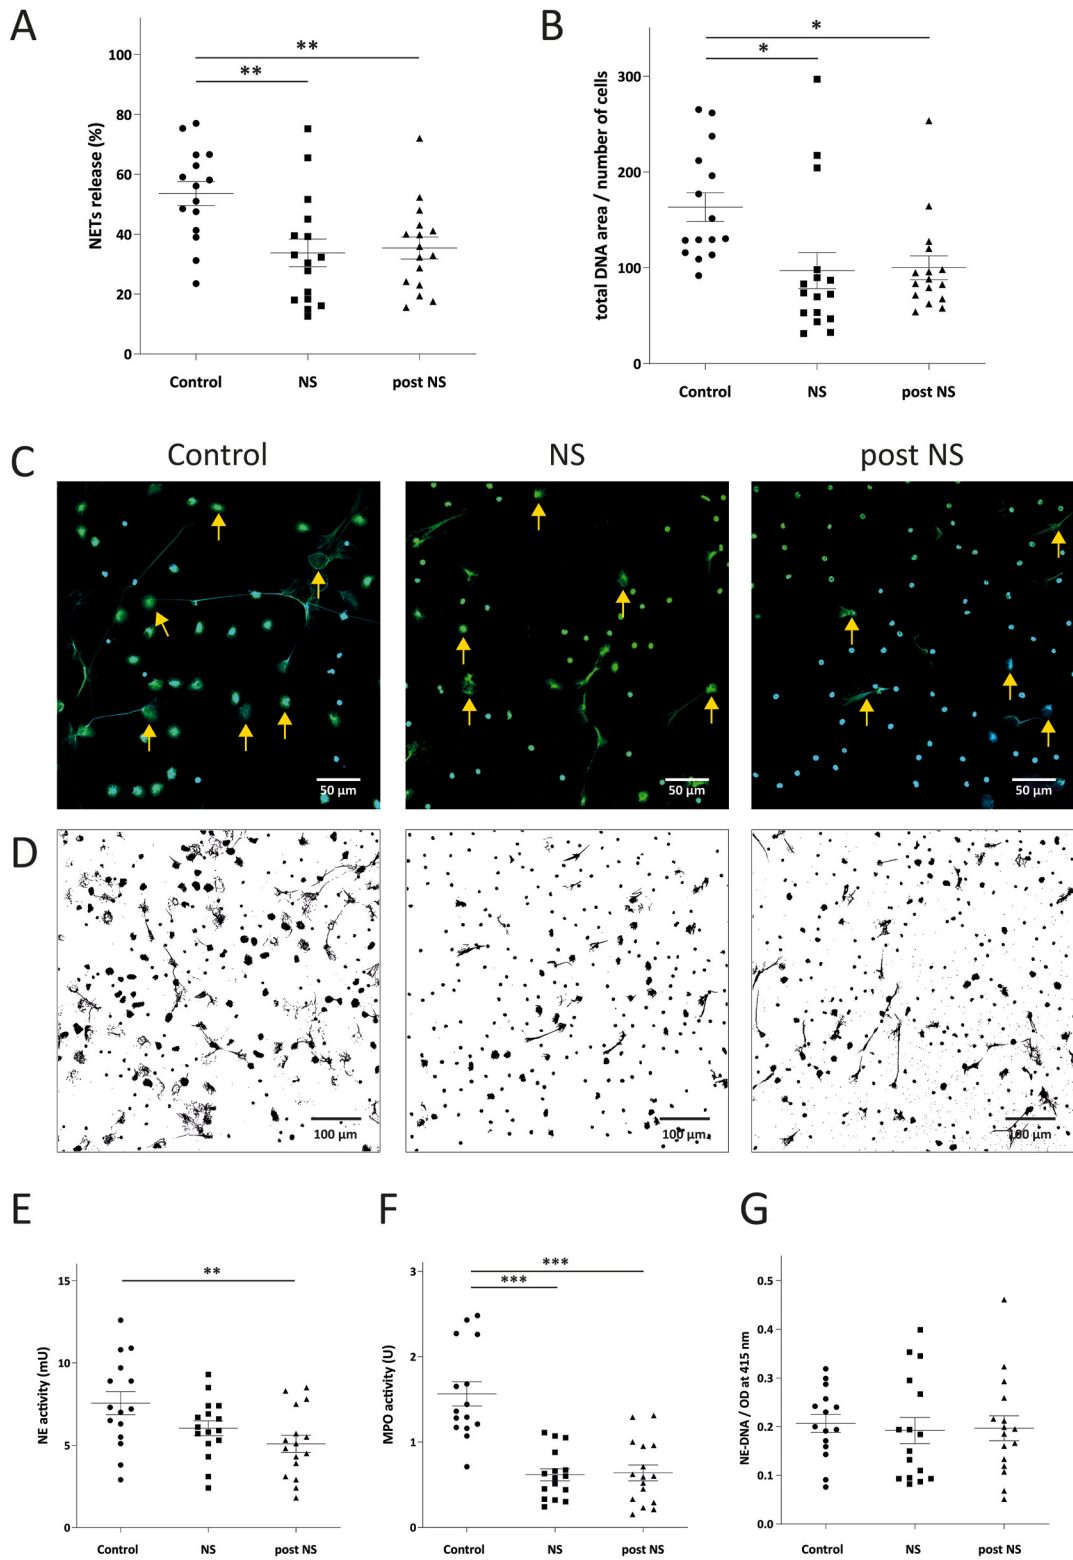 A
NETs release (%)
100
80
60
40
20
0
**
**
Control NS post NS
B
total DNA area / number of cells
300
200
100
0
*
*
Control NS post NS
C
Control NS post NS
50 µm 50 µm 50 µm
D
100 µm 100 µm 100 µm
E
NE activity (mU)
15
10
5
0
**
Control NS post NS
F
MPO activity (U)
3
2
1
0
***
***
Control NS post NS
G
NE-DNA / OD at 415 nm
0.5
0.4
0.3
0.2
0.1
0.0
Control NS post NS